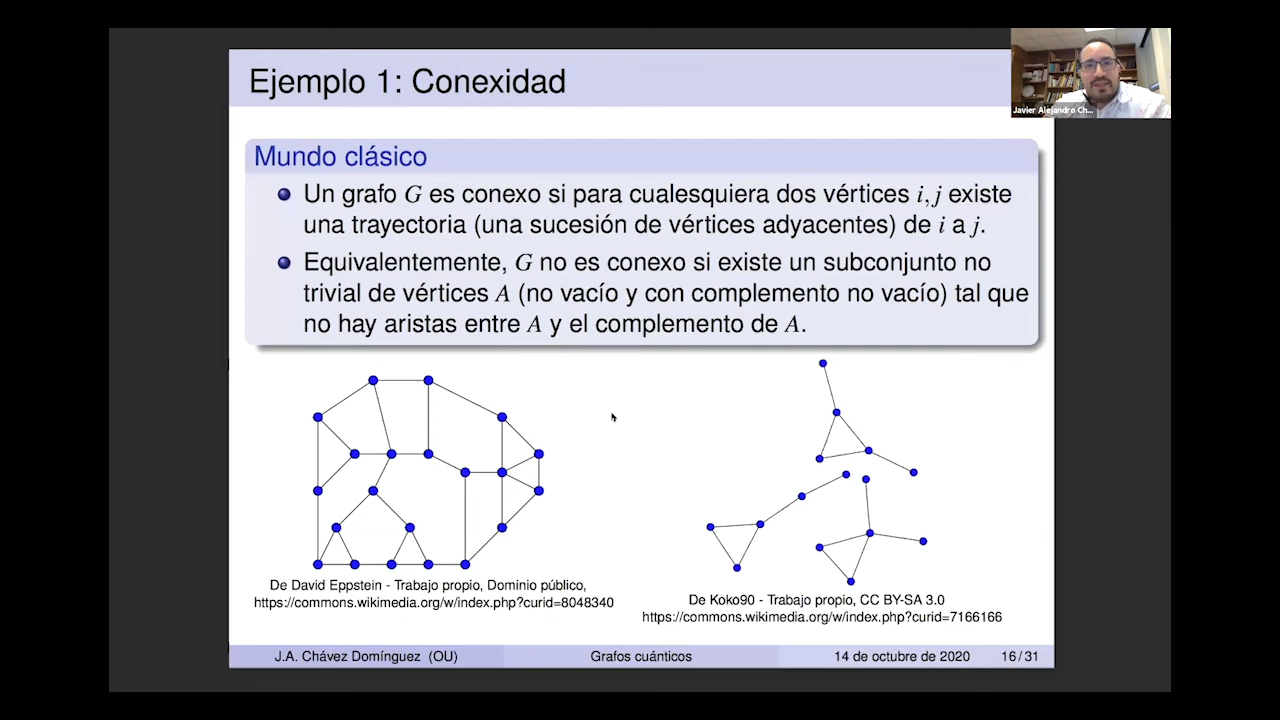 Ejemplo 1: Conexidad
Javier Alejandro Ch...
Mundo clásico
Un grafo G es conexo si para cualesquiera dos vértices i, j existe
una trayectoria (una sucesión de vértices adyacentes) de i a j.
Equivalentemente, G no es conexo si existe un subconjunto no
trivial de vértices A (no vacío y con complemento no vacío) tal que
no hay aristas entre A y el complemento de A.
De David Eppstein - Trabajo propio, Dominio público,
https://commons.wikimedia.org/w/index.php?curid=8048340
De Koko90 - Trabajo propio, CC BY-SA 3.0
https://commons.wikimedia.org/w/index.php?curid=7166166
J.A. Chávez Domínguez (OU) Grafos cuánticos 14 de octubre de 2020 16 / 31